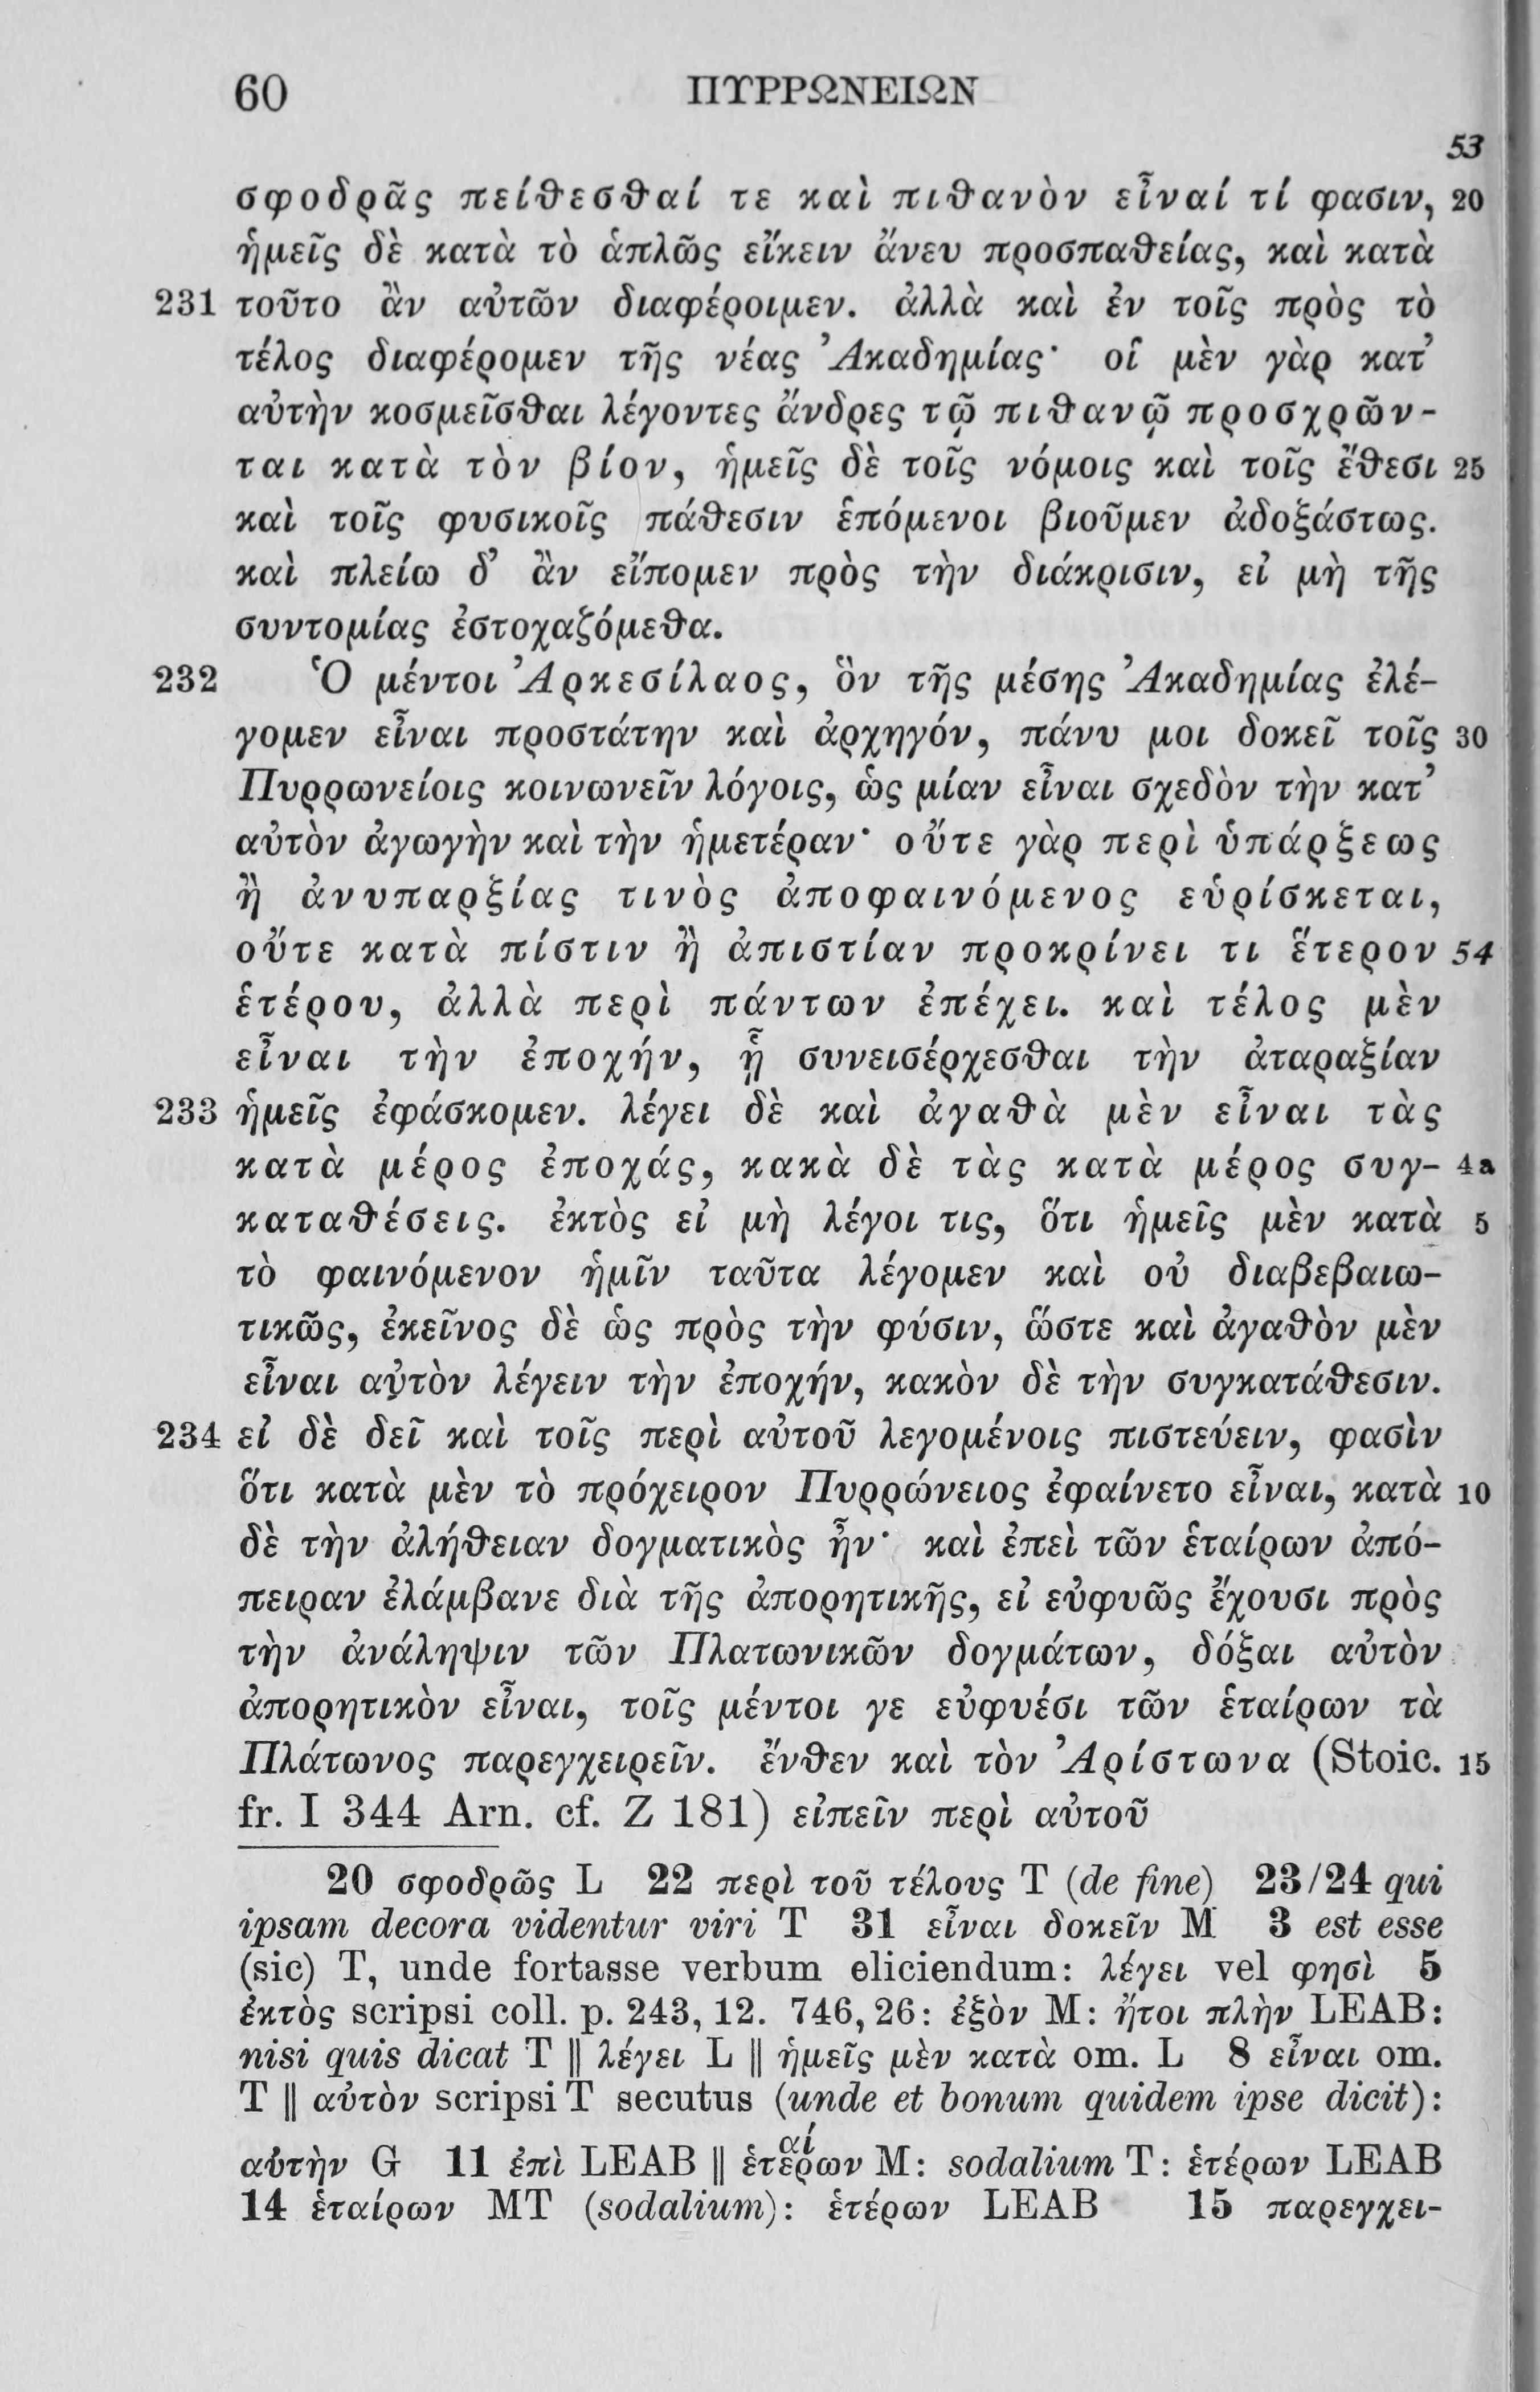 60 ΠΥΡΡΩΝΕΙΩΝ
53
σφοδρᾶς πείθεσθαί τε καὶ πιθανὸν εἶναί τί φασιν, 20
ἡμεῖς δὲ κατὰ τὸ ἁπλῶς εἴκειν ἄνευ προσπαθείας, καὶ κατὰ
231 τοῦτο ἂν αὐτῶν διαφέροιμεν. ἀλλὰ καὶ ἐν τοῖς πρὸς τὸ
τέλος διαφέρομεν τῆς νέας Ἀκαδημίας· οἱ μὲν γὰρ κατ’
αὐτὴν κοσμεῖσθαι λέγοντες ἄνδρες τῷ πιθανῷ προσχρῶν-
ται κατὰ τὸν βίον, ἡμεῖς δὲ τοῖς νόμοις καὶ τοῖς ἔθεσι 25
καὶ τοῖς φυσικοῖς πάθεσιν ἑπόμενοι βιοῦμεν ἀδοξάστως.
καὶ πλείω δ’ ἂν εἴπομεν πρὸς τὴν διάκρισιν, εἰ μὴ τῆς
συντομίας ἐστοχαζόμεθα.
232 Ὁ μέντοι Ἀρκεσίλαος, ὃν τῆς μέσης Ἀκαδημίας ἐλέ-
γομεν εἶναι προστάτην καὶ ἀρχηγόν, πάνυ μοι δοκεῖ τοῖς 30
Πυρρωνείοις κοινωνεῖν λόγοις, ὡς μίαν εἶναι σχεδὸν τὴν κατ’
αὐτὸν ἀγωγὴν καὶ τὴν ἡμετέραν· οὔτε γὰρ περὶ ὑπάρξεως
ἢ ἀνυπαρξίας τινὸς ἀποφαινόμενος εὑρίσκεται,
οὔτε κατὰ πίστιν ἢ ἀπιστίαν προκρίνει τι ἕτερον 54
ἑτέρου, ἀλλὰ περὶ πάντων ἐπέχει. καὶ τέλος μὲν
εἶναι τὴν ἐποχήν, ᾗ συνεισέρχεσθαι τὴν ἀταραξίαν
233 ἡμεῖς ἐφάσκομεν. λέγει δὲ καὶ ἀγαθὰ μὲν εἶναι τὰς
κατὰ μέρος ἐποχάς, κακὰ δὲ τὰς κατὰ μέρος συγ- 4a
καταθέσεις. ἐκτὸς εἰ μὴ λέγοι τις, ὅτι ἡμεῖς μὲν κατὰ 5
τὸ φαινόμενον ἡμῖν ταῦτα λέγομεν καὶ οὐ διαβεβαιω-
τικῶς, ἐκεῖνος δὲ ὡς πρὸς τὴν φύσιν, ὥστε καὶ ἀγαθὸν μὲν
εἶναι αὐτὸν λέγειν τὴν ἐποχήν, κακὸν δὲ τὴν συγκατάθεσιν.
234 εἰ δὲ δεῖ καὶ τοῖς περὶ αὐτοῦ λεγομένοις πιστεύειν, φασὶν
ὅτι κατὰ μὲν τὸ πρόχειρον Πυρρώνειος ἐφαίνετο εἶναι, κατὰ 10
δὲ τὴν ἀλήθειαν δογματικὸς ἦν· καὶ ἐπεὶ τῶν ἑταίρων ἀπό-
πειραν ἐλάμβανε διὰ τῆς ἀπορητικῆς, εἰ εὐφυῶς ἔχουσι πρὸς
τὴν ἀνάληψιν τῶν Πλατωνικῶν δογμάτων, δόξαι αὐτὸν
ἀπορητικὸν εἶναι, τοῖς μέντοι γε εὐφυέσι τῶν ἑταίρων τὰ
Πλάτωνος παρεγχειρεῖν. ἔνθεν καὶ τὸν Ἀρίστωνα (Stoic. 15
fr. I 344 Arn. cf. Z 181) εἰπεῖν περὶ αὐτοῦ
20 σφοδρῶς L 22 περὶ τοῦ τέλους T (de fine) 23/24 qui
ipsam decora videntur viri T 31 εἶναι δοκεῖν M 3 est esse
(sic) T, unde fortasse verbum eliciendum: λέγει vel φησὶ 5
ἐκτὸς scripsi coll. p. 243, 12. 746, 26: ἐξὸν M: ἤτοι πλὴν LEAB:
nisi quis dicat T || λέγει L || ἡμεῖς μὲν κατὰ om. L 8 εἶναι om.
T || αὐτὸν scripsi T secutus (unde et bonum quidem ipse dicit):
αὐτὴν G 11 ἐπὶ LEAB || ἑτεαίρων M: sodalium T: ἑτέρων LEAB
14 ἑταίρων MT (sodalium): ἑτέρων LEAB 15 παρεγχει-